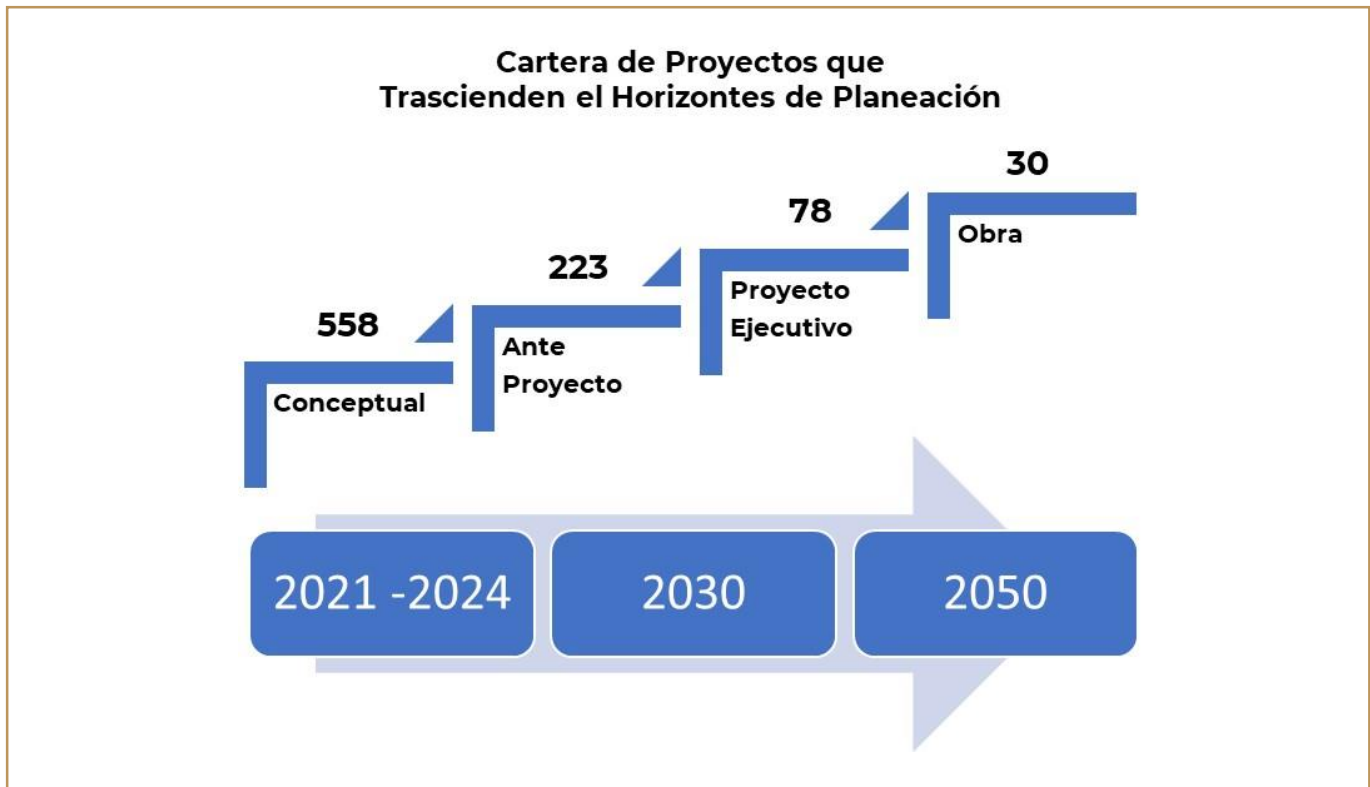 Cartera de Proyectos que
Trascienden el Horizontes de Planeación
558
Conceptual
223
Ante
Proyecto
78
Proyecto
Ejecutivo
30
Obra
2021 -2024
2030
2050